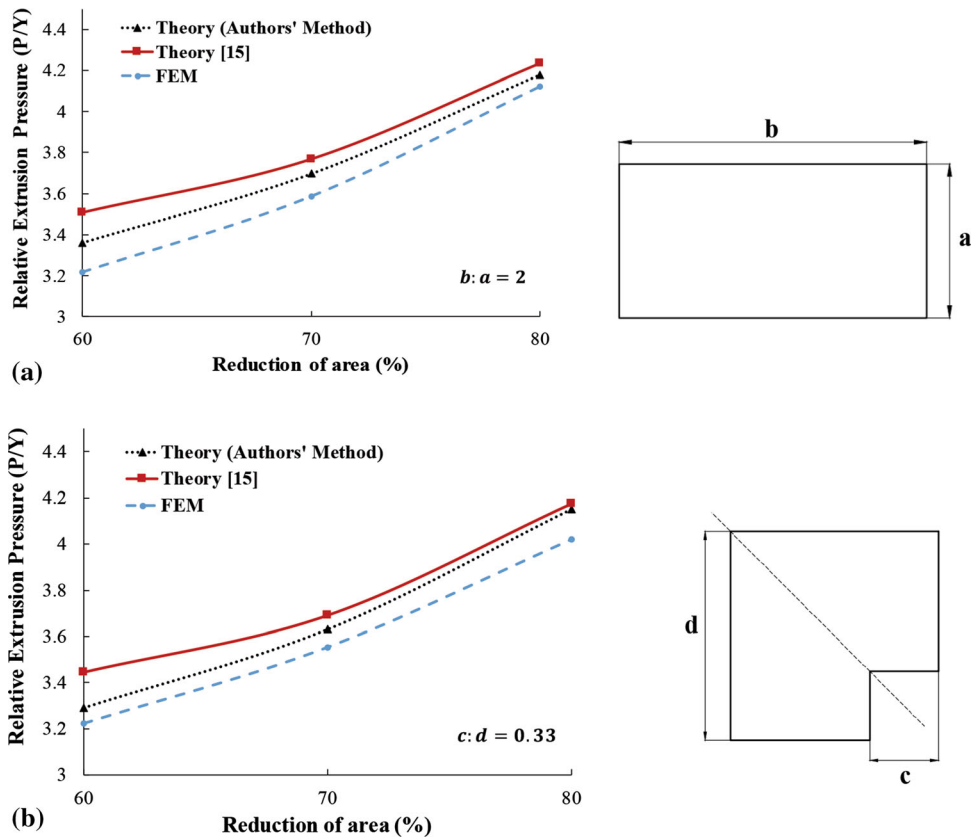 4.4
4.2
4
3.8
3.6
3.4
3.2
3
Relative Extrusion Pressure (P/Y)
Theory (Authors' Method)
Theory [15]
FEM
b: a = 2
60
70
80
Reduction of area (%)
(a)
b
a
4.4
4.2
4
3.8
3.6
3.4
3.2
3
Relative Extrusion Pressure (P/Y)
Theory (Authors' Method)
Theory [15]
FEM
c: d = 0.33
60
70
80
Reduction of area (%)
(b)
d
c